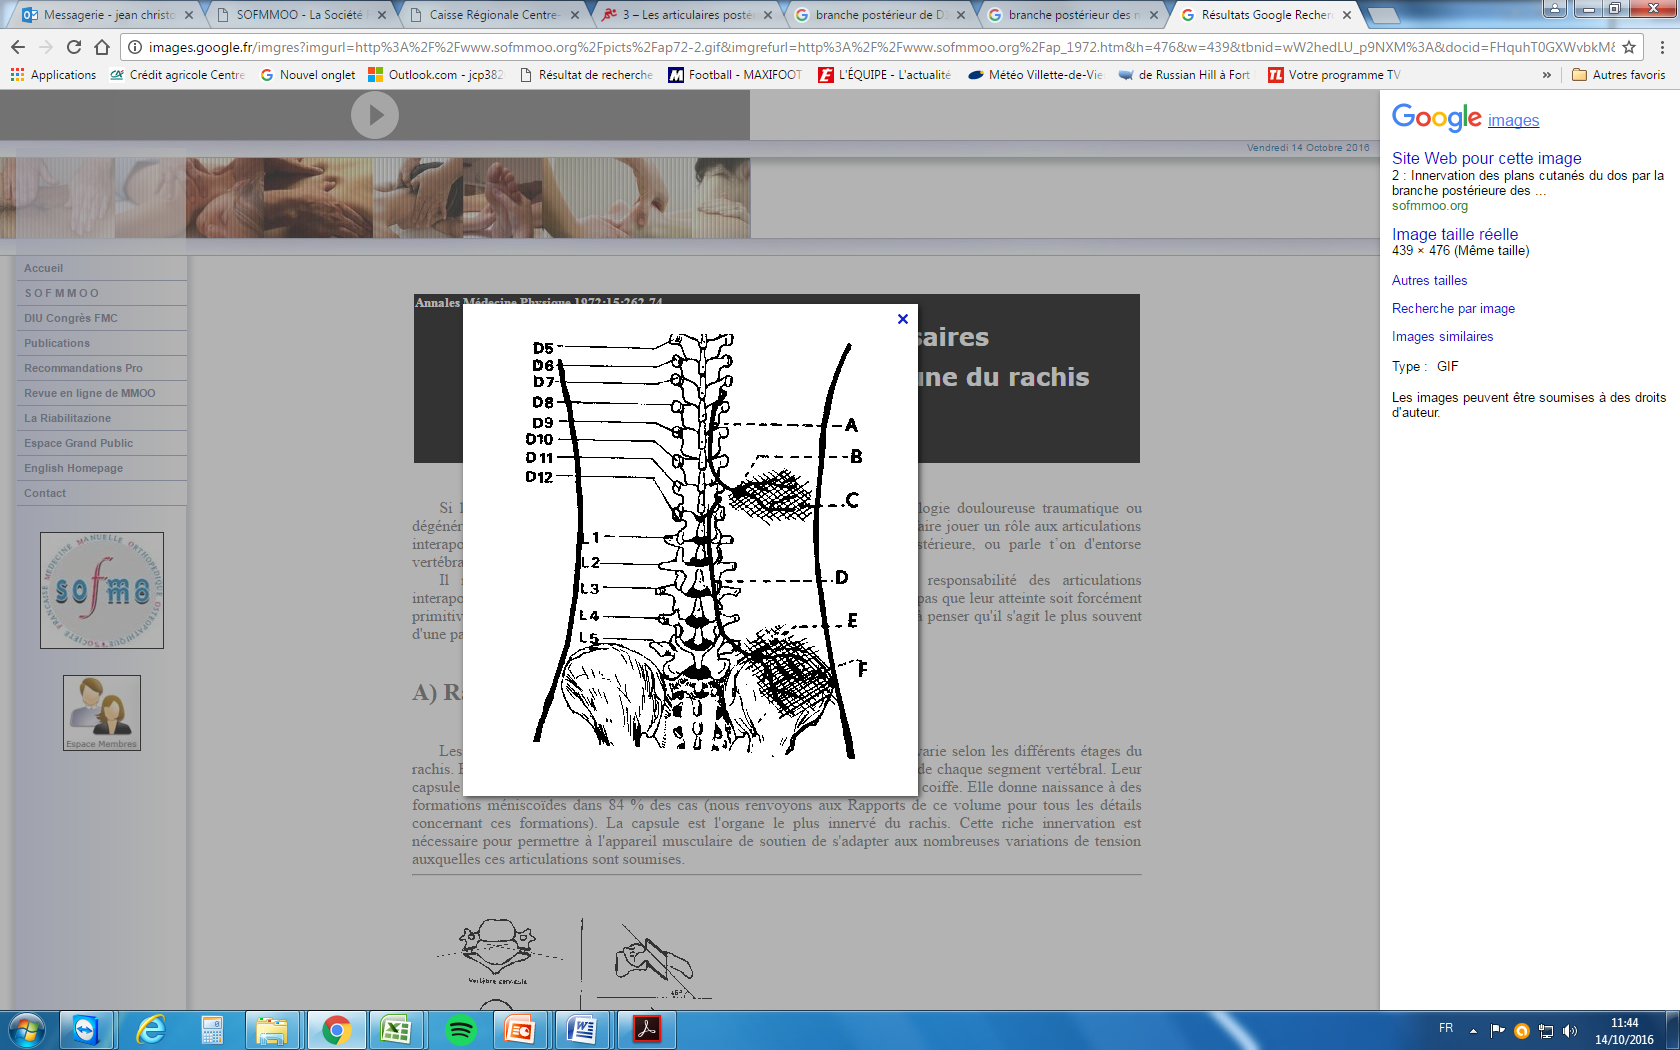 Messagerie - jean christo
SOFMMOO - La Société
Caisse Régionale Centre-
3 – Les articulaires posté
branche postérieur de D
branche postérieur des n
Résultats Google Recher
images.google.fr/imgres?imgurl=http%3A%2F%2Fwww.sofmmoo.org%2Fpicts%2Fap72-2.gif&imgrefurl=http%3A%2F%2Fwww.sofmmoo.org%2Fap_1972.htm&h=476&w=439&tbnid=wW2hedLU_p9NXM%3A&docid=FHquhT0GXWvbkM&
Applications
Crédit agricole Centre
Nouvel onglet
Outlook.com - jcp382
Résultat de recherche
Football - MAXIFOOT
L'ÉQUIPE - L'actualité
Météo Villette-de-Vie
de Russian Hill à Fort
Votre programme TV
»
Autres favoris
Vendredi 14 Octobre 2016
Accueil
S O F M M O O
DIU Congrès FMC
Publications
Recommandations Pro
Revue en ligne de MMOO
La Riabilitazione
Espace Grand Public
English Homepage
Contact
SOCIÉTÉ FRANÇAISE MÉDECINE MANUELLE ORTHOPÉDIQUE OSTÉOPATHIQUE
sofmmoo
Espace Membres
Annales Médecine Physique 1972;15:262-74
saires
une du rachis
Si l
logie douloureuse traumatique ou
dégénér
aire jouer un rôle aux articulations
interapo
stérieure, ou parle t'on d'entorse
vertébra
Il
responsabilité des articulations
interapo
pas que leur atteinte soit forcément
primitiv
à penser qu'il s'agit le plus souvent
d'une pa
A) R
Les
varie selon les différents étages du
rachis.
de chaque segment vertébral. Leur
capsule
coiffe. Elle donne naissance à des
formations méniscoïdes dans 84 % des cas (nous renvoyons aux Rapports de ce volume pour tous les détails
concernant ces formations). La capsule est l'organe le plus innervé du rachis. Cette riche innervation est
nécessaire pour permettre à l'appareil musculaire de soutien de s'adapter aux nombreuses variations de tension
auxquelles ces articulations sont soumises.
Vertèbre cervicale
45°
×
D5
D6
D7
D8
D9
D10
D11
D12
L1
L2
L3
L4
L5
A
B
C
D
E
F
Google images
Site Web pour cette image
2 : Innervation des plans cutanés du dos par la
branche postérieure des ...
sofmmoo.org
Image taille réelle
439 × 476 (Même taille)
Autres tailles
Recherche par image
Images similaires
Type : GIF
Les images peuvent être soumises à des droits
d'auteur.
FR
11:44
14/10/2016